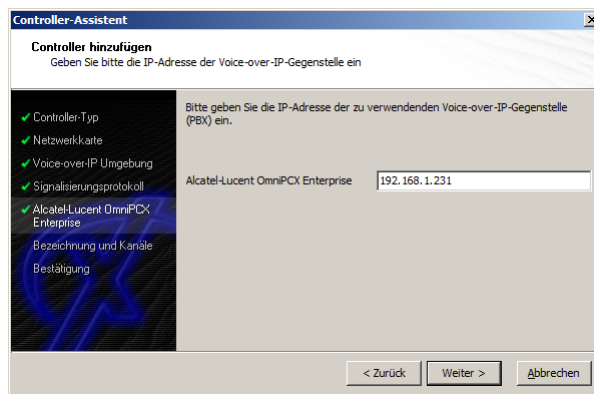 Controller-Assistent
Controller hinzufügen
Geben Sie bitte die IP-Adresse der Voice-over-IP-Gegenstelle ein
Bitte geben Sie die IP-Adresse der zu verwendenden Voice-over-IP-Gegenstelle
(PBX) ein.
Controller-Typ
Netzwerkkarte
Voice-over-IP Umgebung
Signalisierungsprotokoll
Alcatel-Lucent OmniPCX
Enterprise
Bezeichnung und Kanäle
Bestätigung
Alcatel-Lucent OmniPCX Enterprise 192.168.1.231
< Zurück Weiter > Abbrechen